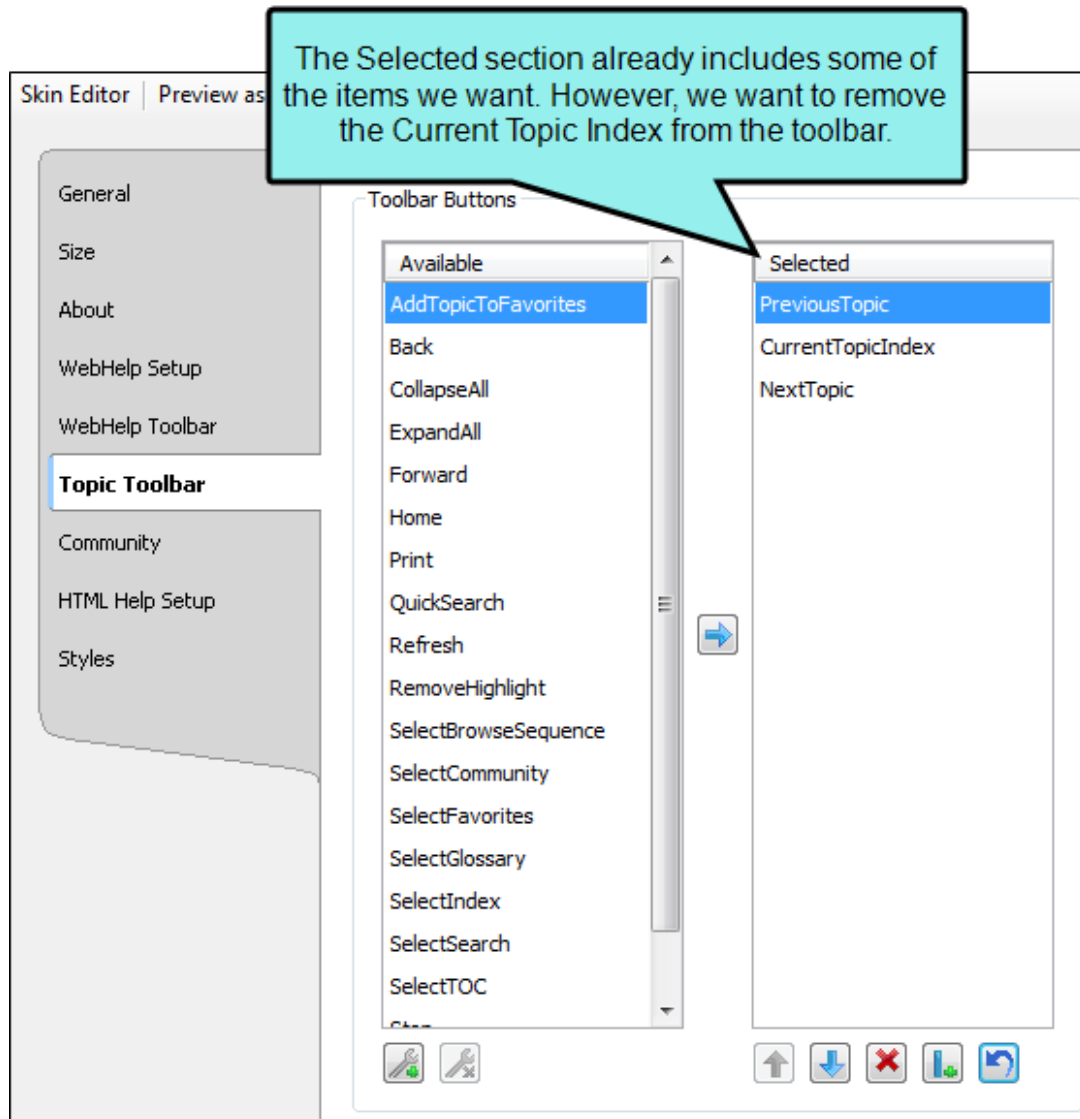 The Selected section already includes some of
the items we want. However, we want to remove
the Current Topic Index from the toolbar.
Skin Editor | Preview as
General
Size
About
WebHelp Setup
WebHelp Toolbar
Topic Toolbar
Community
HTML Help Setup
Styles
Toolbar Buttons
Available
AddTopicToFavorites
Back
CollapseAll
ExpandAll
Forward
Home
Print
QuickSearch
Refresh
RemoveHighlight
SelectBrowseSequence
SelectCommunity
SelectFavorites
SelectGlossary
SelectIndex
SelectSearch
SelectTOC
Selected
PreviousTopic
CurrentTopicIndex
NextTopic